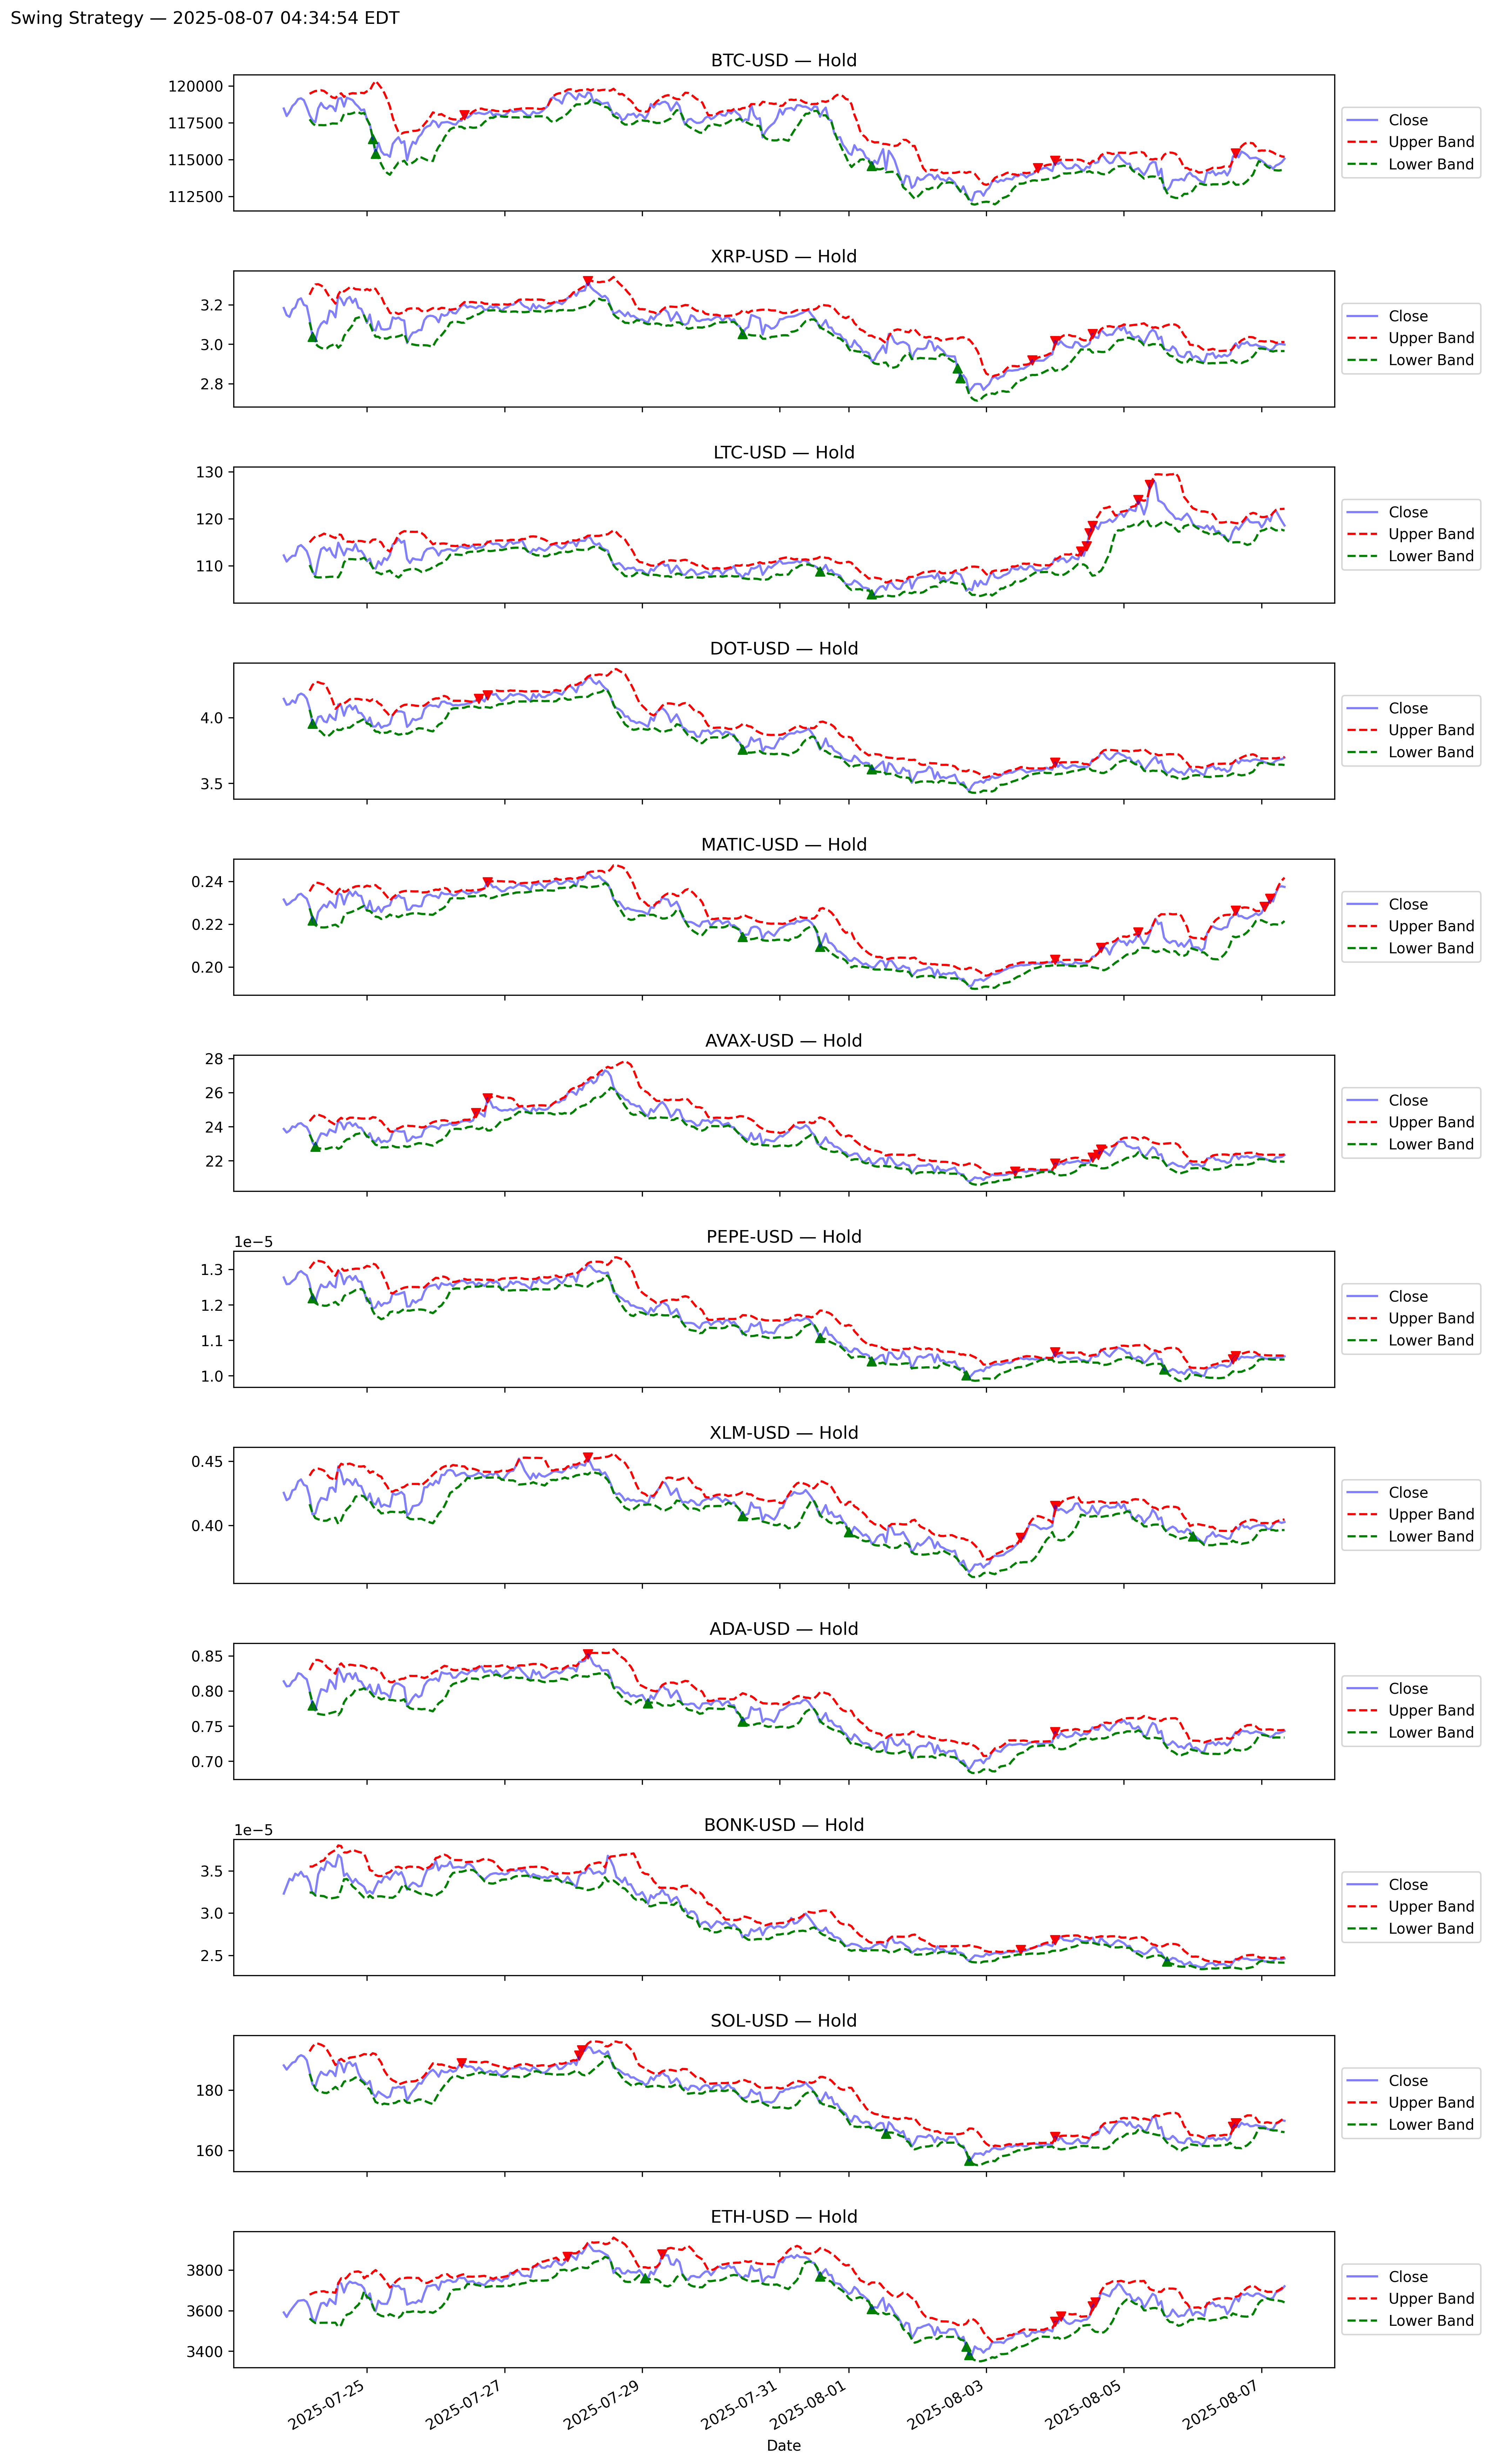 Swing Strategy — 2025-08-07 04:34:54 EDT
BTC-USD — Hold
120000
117500
115000
112500
Close
Upper Band
Lower Band
XRP-USD — Hold
3.2
3.0
2.8
Close
Upper Band
Lower Band
LTC-USD — Hold
130
120
110
Close
Upper Band
Lower Band
DOT-USD — Hold
4.0
3.5
Close
Upper Band
Lower Band
MATIC-USD — Hold
0.24
0.22
0.20
Close
Upper Band
Lower Band
AVAX-USD — Hold
28
26
24
22
Close
Upper Band
Lower Band
PEPE-USD — Hold
1e−5
1.3
1.2
1.1
1.0
Close
Upper Band
Lower Band
XLM-USD — Hold
0.45
0.40
Close
Upper Band
Lower Band
ADA-USD — Hold
0.85
0.80
0.75
0.70
Close
Upper Band
Lower Band
BONK-USD — Hold
1e−5
3.5
3.0
2.5
Close
Upper Band
Lower Band
SOL-USD — Hold
180
160
Close
Upper Band
Lower Band
ETH-USD — Hold
3800
3600
3400
Close
Upper Band
Lower Band
2025-07-25
2025-07-27
2025-07-29
2025-07-31
2025-08-01
2025-08-03
2025-08-05
2025-08-07
Date